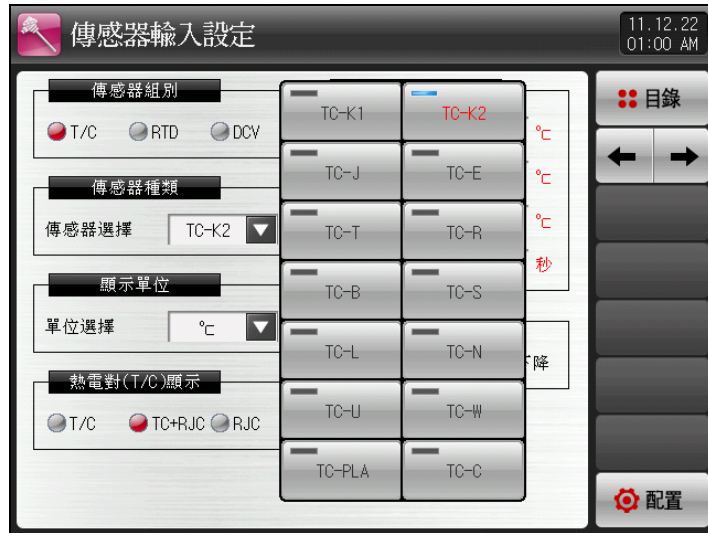 傳感器輸入設定
11.12.22
01:00 AM
傳感器組別
T/C RTD DCV
傳感器種類
傳感器選擇 TC-K2
顯示單位
單位選擇 ℃
熱電對(T/C)顯示
T/C TC+RJC RJC
TC-K1 TC-K2
TC-J TC-E
TC-T TC-R
TC-B TC-S
TC-L TC-N
TC-U TC-W
TC-PLA TC-C
℃
℃
℃
秒
降
目錄
配置